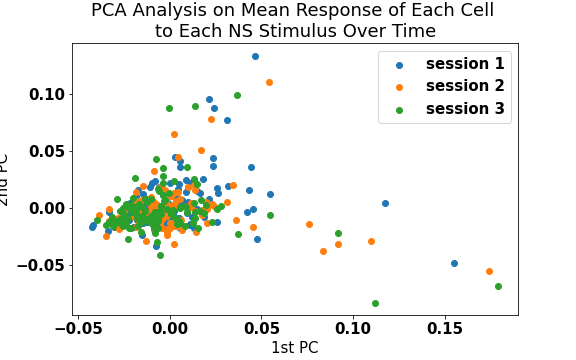 PCA Analysis on Mean Response of Each Cell
to Each NS Stimulus Over Time
session 1
session 2
session 3
2nd PC
0.10
0.05
0.00
−0.05
−0.05
0.00
0.05
0.10
0.15
1st PC